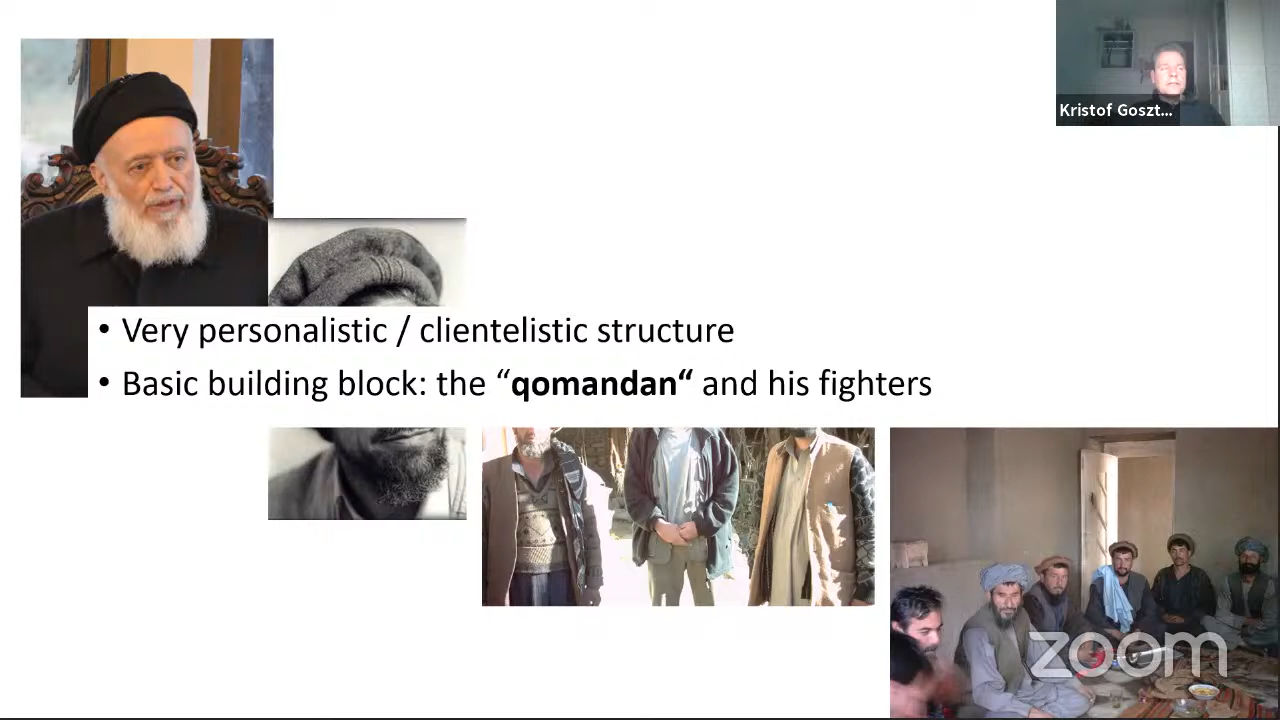 Kristof Goszt...
• Very personalistic / clientelistic structure
• Basic building block: the “qomandan“ and his fighters
zoom